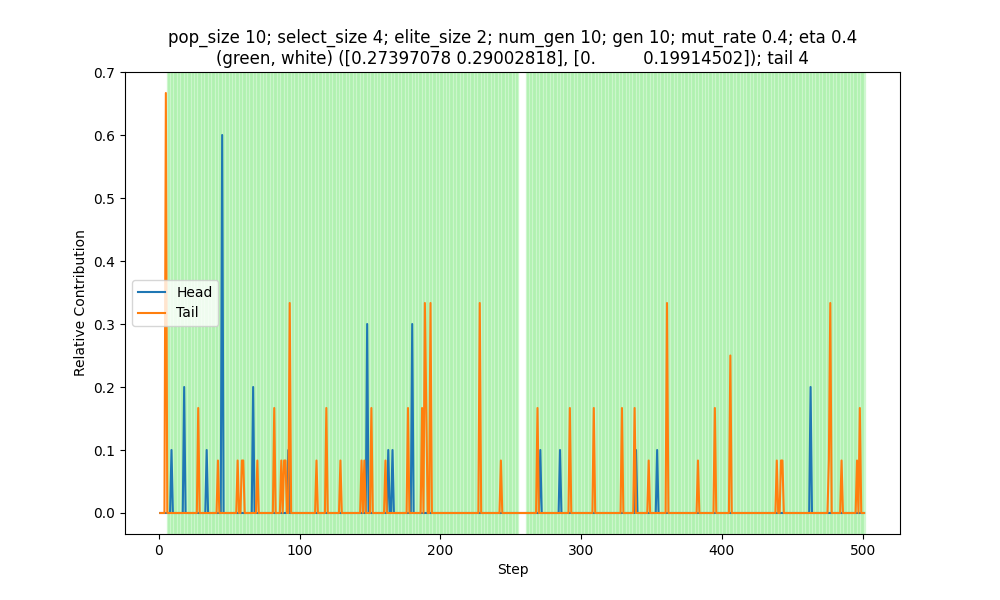 pop_size 10; select_size 4; elite_size 2; num_gen 10; gen 10; mut_rate 0.4; eta 0.4
(green, white) ([0.27397078 0.29002818], [0.         0.19914502]); tail 4
0.7
0.6
0.5
0.4
0.3
0.2
0.1
0.0
Relative Contribution
Head
Tail
0
100
200
300
400
500
Step